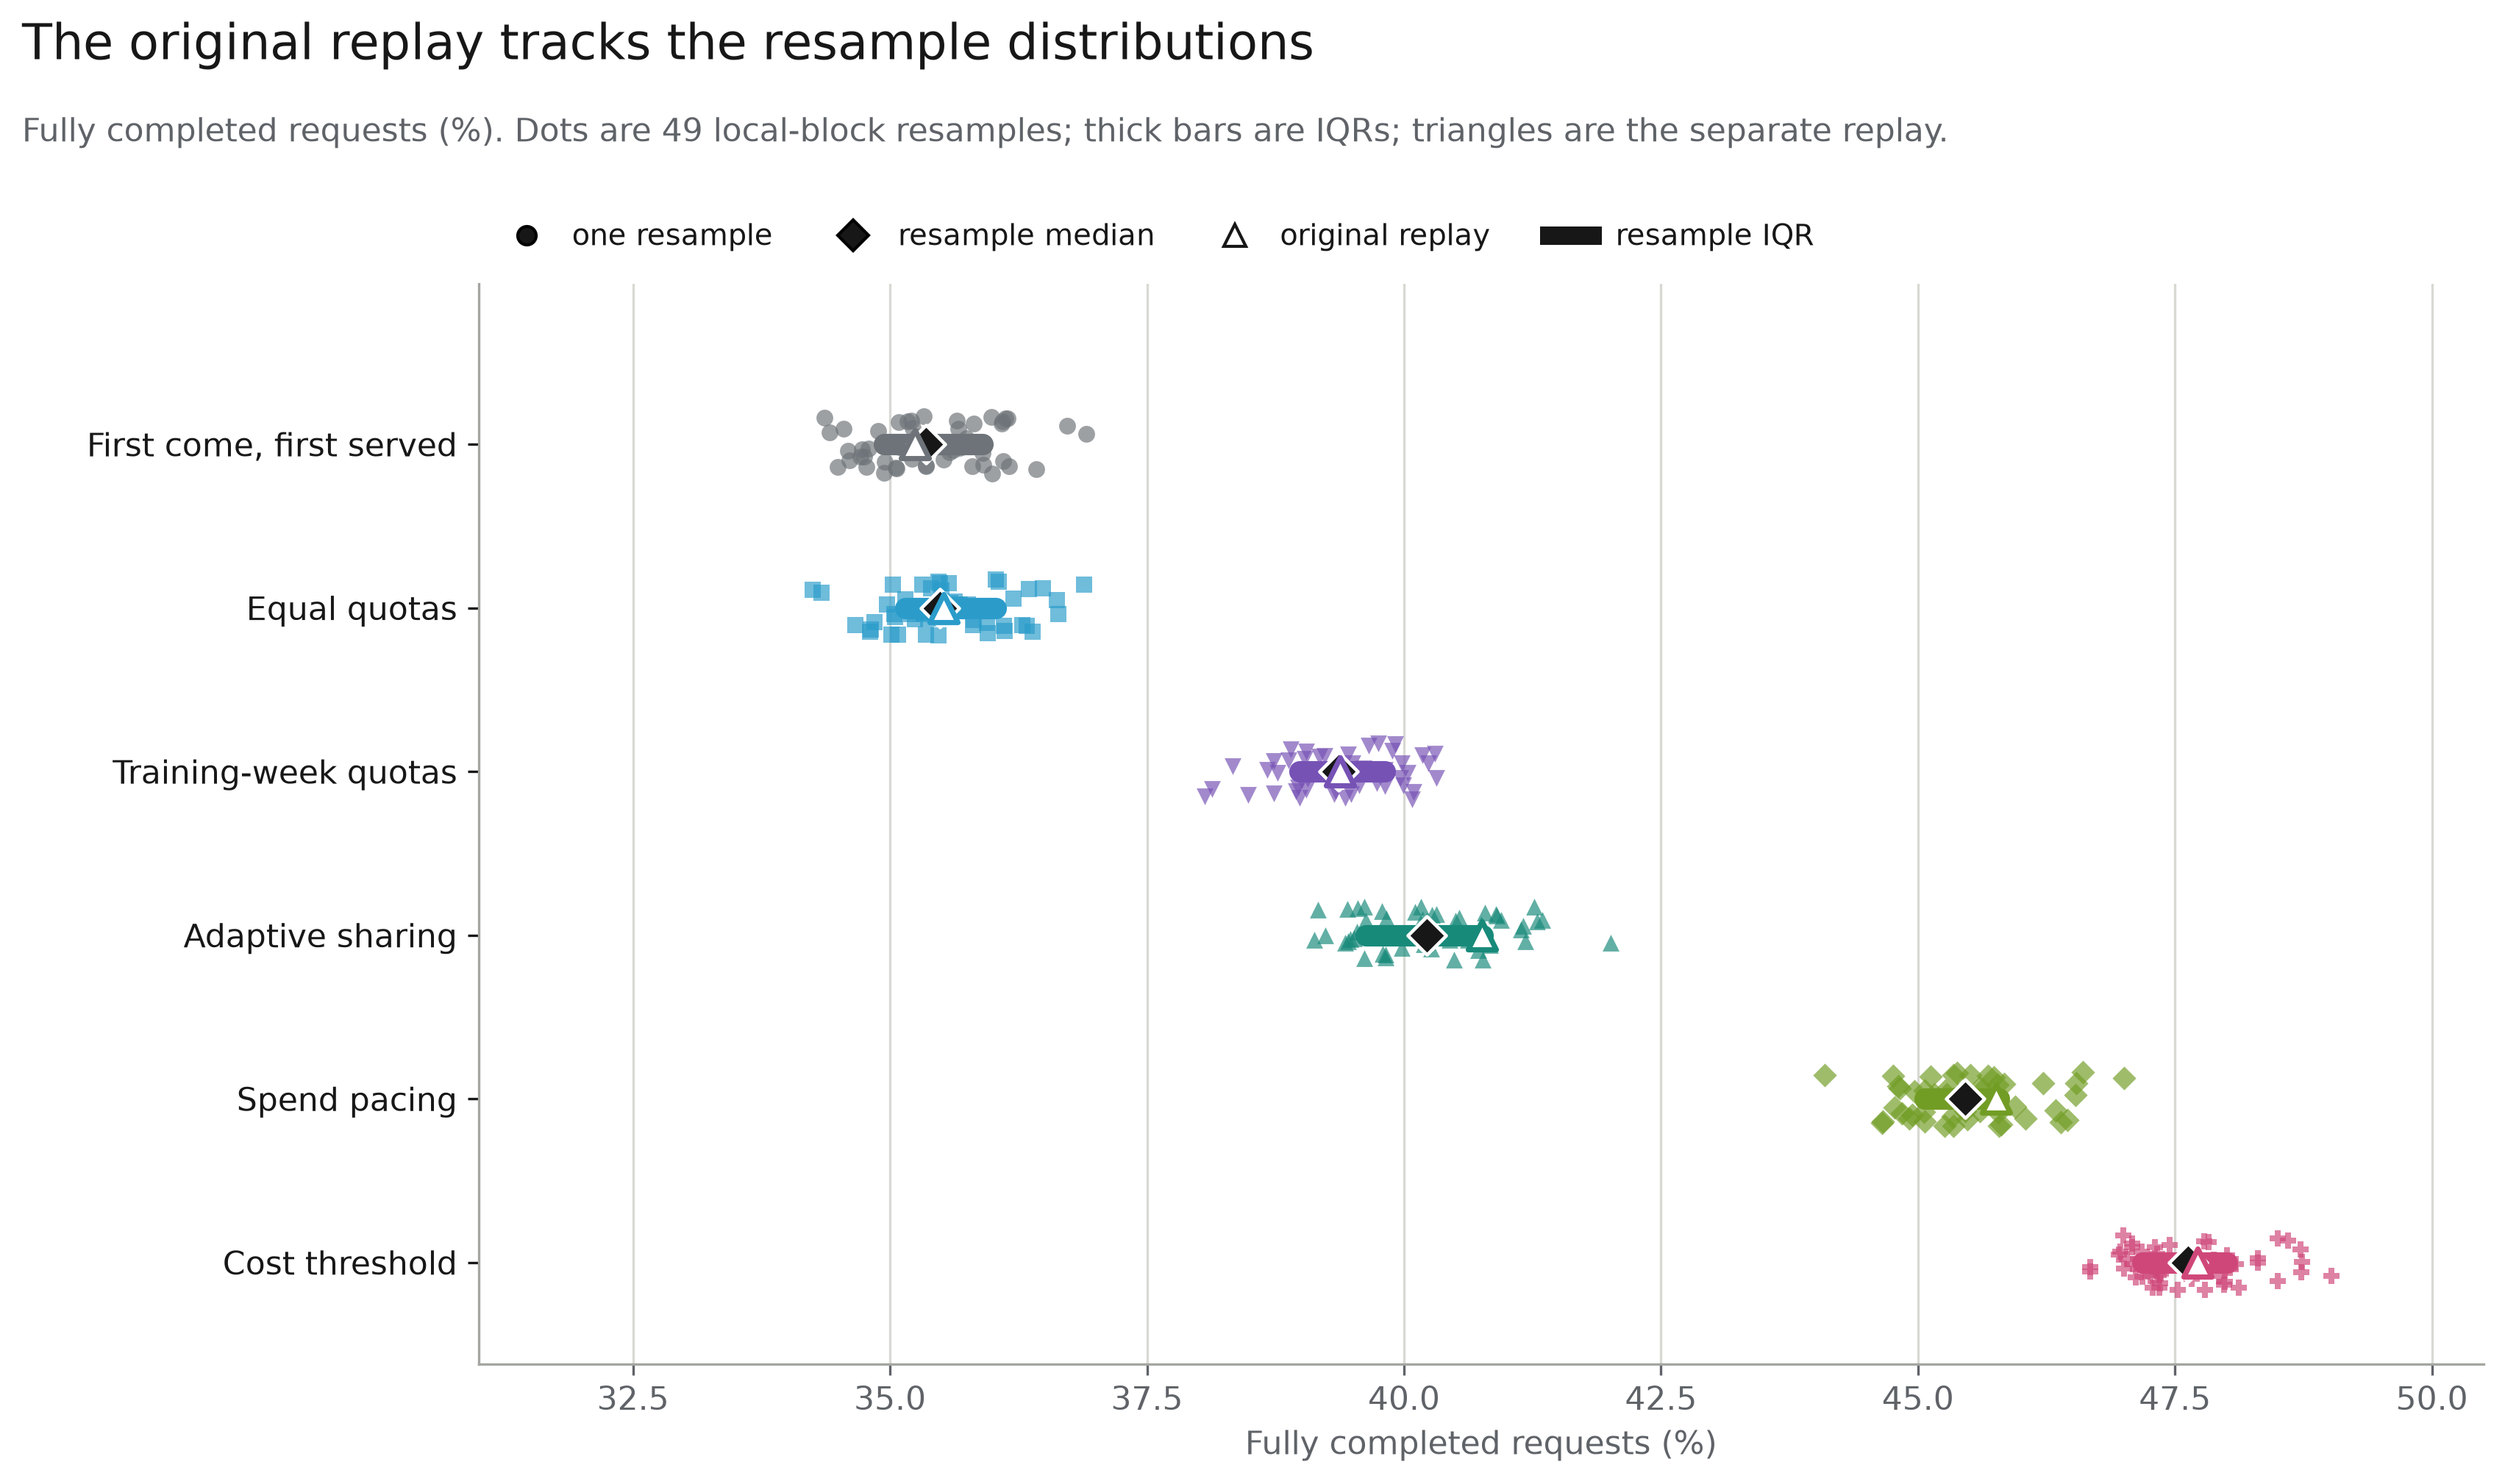 The original replay tracks the resample distributions
Fully completed requests (%). Dots are 49 local-block resamples; thick bars are IQRs; triangles are the separate replay.
one resample resample median original replay resample IQR
First come, first served
Equal quotas
Training-week quotas
Adaptive sharing
Spend pacing
Cost threshold
32.5 35.0 37.5 40.0 42.5 45.0 47.5 50.0
Fully completed requests (%)